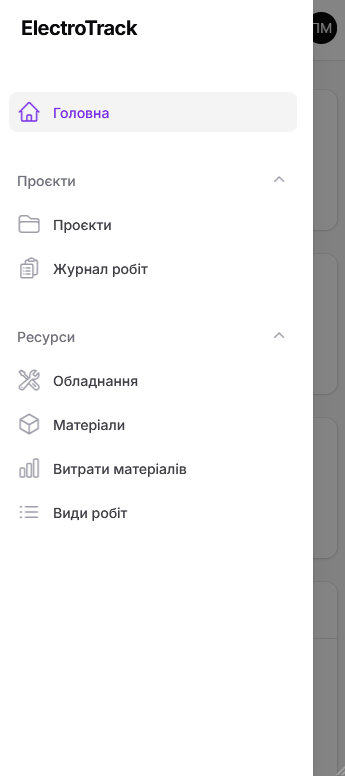 ElectroTrack
ПМ
Головна
Проєкти
Проєкти
Журнал робіт
Ресурси
Обладнання
Матеріали
Витрати матеріалів
Види робіт